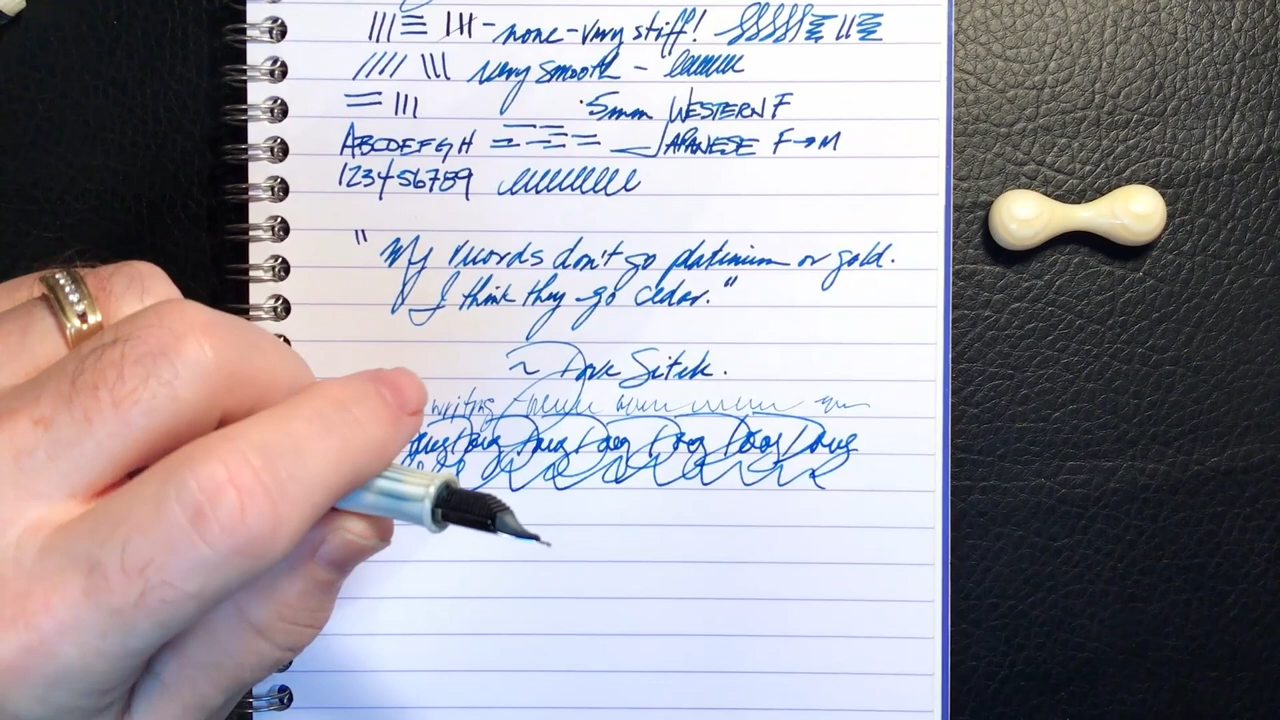 - none - very stiff!
very smooth -
.5mm WESTERN F
ABCDEFGH JAPANESE F→M
123456789
"My records don't go platinum or gold.
I think they go cedar."
~ Dave Sitek.
writing